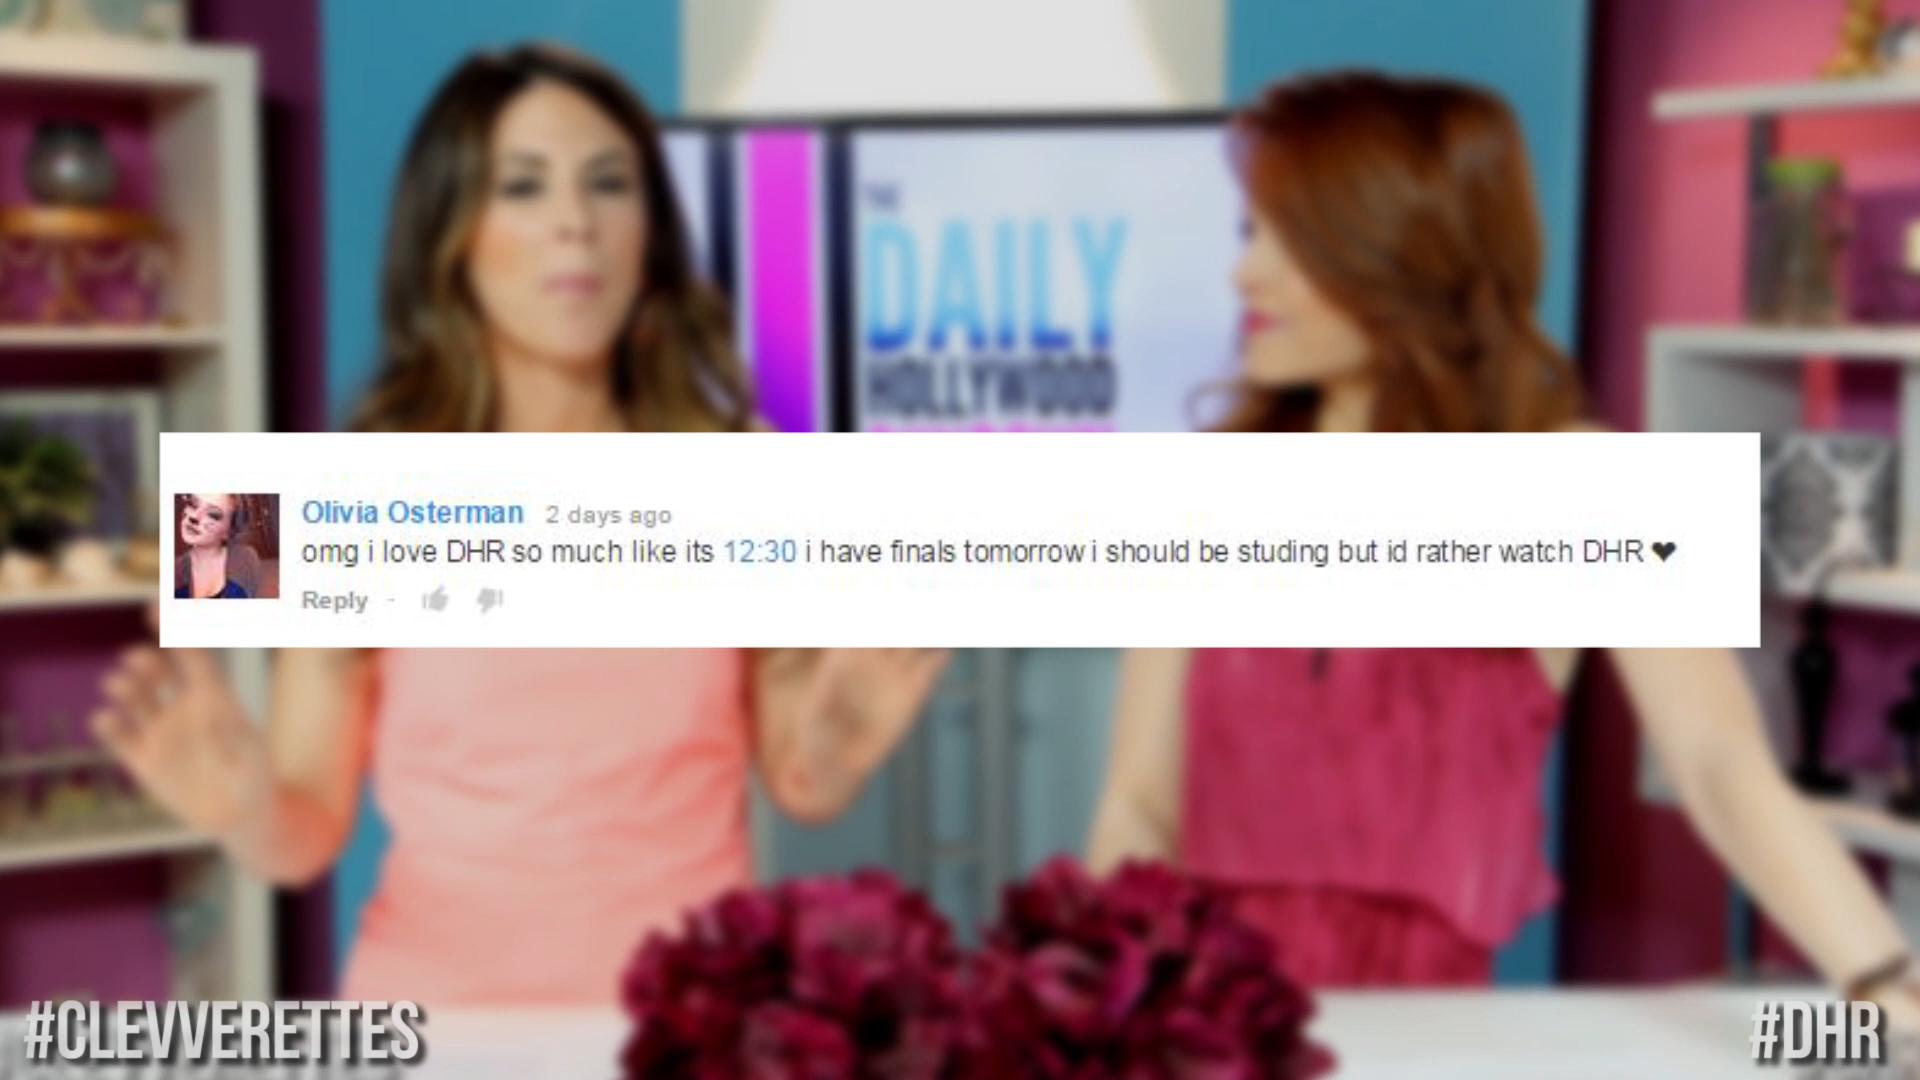 THE
DAILY
HOLLYWOOD
Olivia Osterman 2 days ago
omg i love DHR so much like its 12:30 i have finals tomorrow i should be studing but id rather watch DHR ❤
Reply
#CLEVVERETTES
#DHR